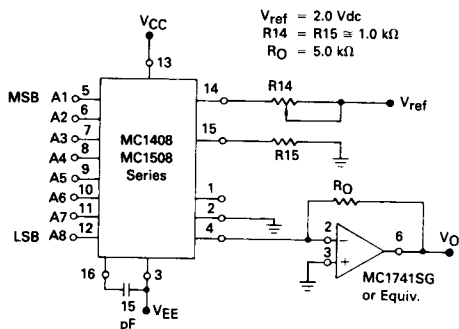 Vref = 2.0 Vdc
R14 = R15 ≅ 1.0 kΩ
RO = 5.0 kΩ
VCC
13
MSB A1 5
A2 6
A3 7
A4 8
A5 9
A6 10
A7 11
LSB A8 12
MC1408
MC1508
Series
14
R14
Vref
15
R15
1
2
4
RO
2
−
3
+
6
VO
MC1741SG
or Equiv.
16
3
15
pF
VEE